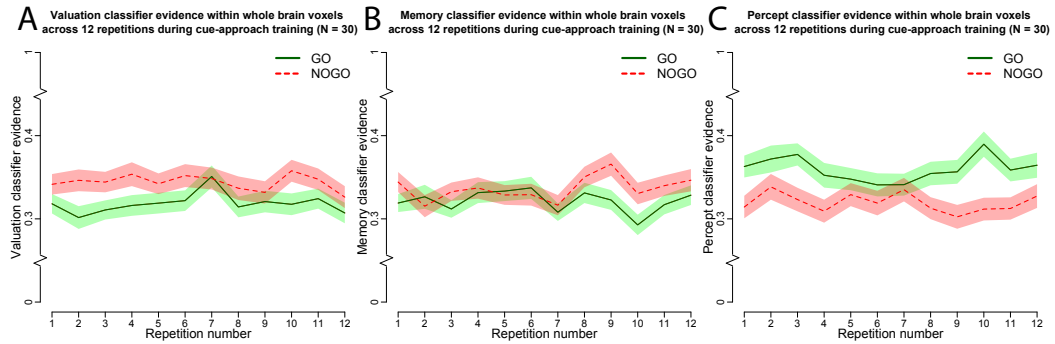 A
Valuation classifier evidence within whole brain voxels
across 12 repetitions during cue-approach training (N = 30)
GO
NOGO
Valuation classifier evidence
1
0.4
0.3
0
1 2 3 4 5 6 7 8 9 10 11 12
Repetition number
B
Memory classifier evidence within whole brain voxels
across 12 repetitions during cue-approach training (N = 30)
GO
NOGO
Memory classifier evidence
1
0.4
0.3
0
1 2 3 4 5 6 7 8 9 10 11 12
Repetition number
C
Percept classifier evidence within whole brain voxels
across 12 repetitions during cue-approach training (N = 30)
GO
NOGO
Percept classifier evidence
1
0.4
0.3
0
1 2 3 4 5 6 7 8 9 10 11 12
Repetition number